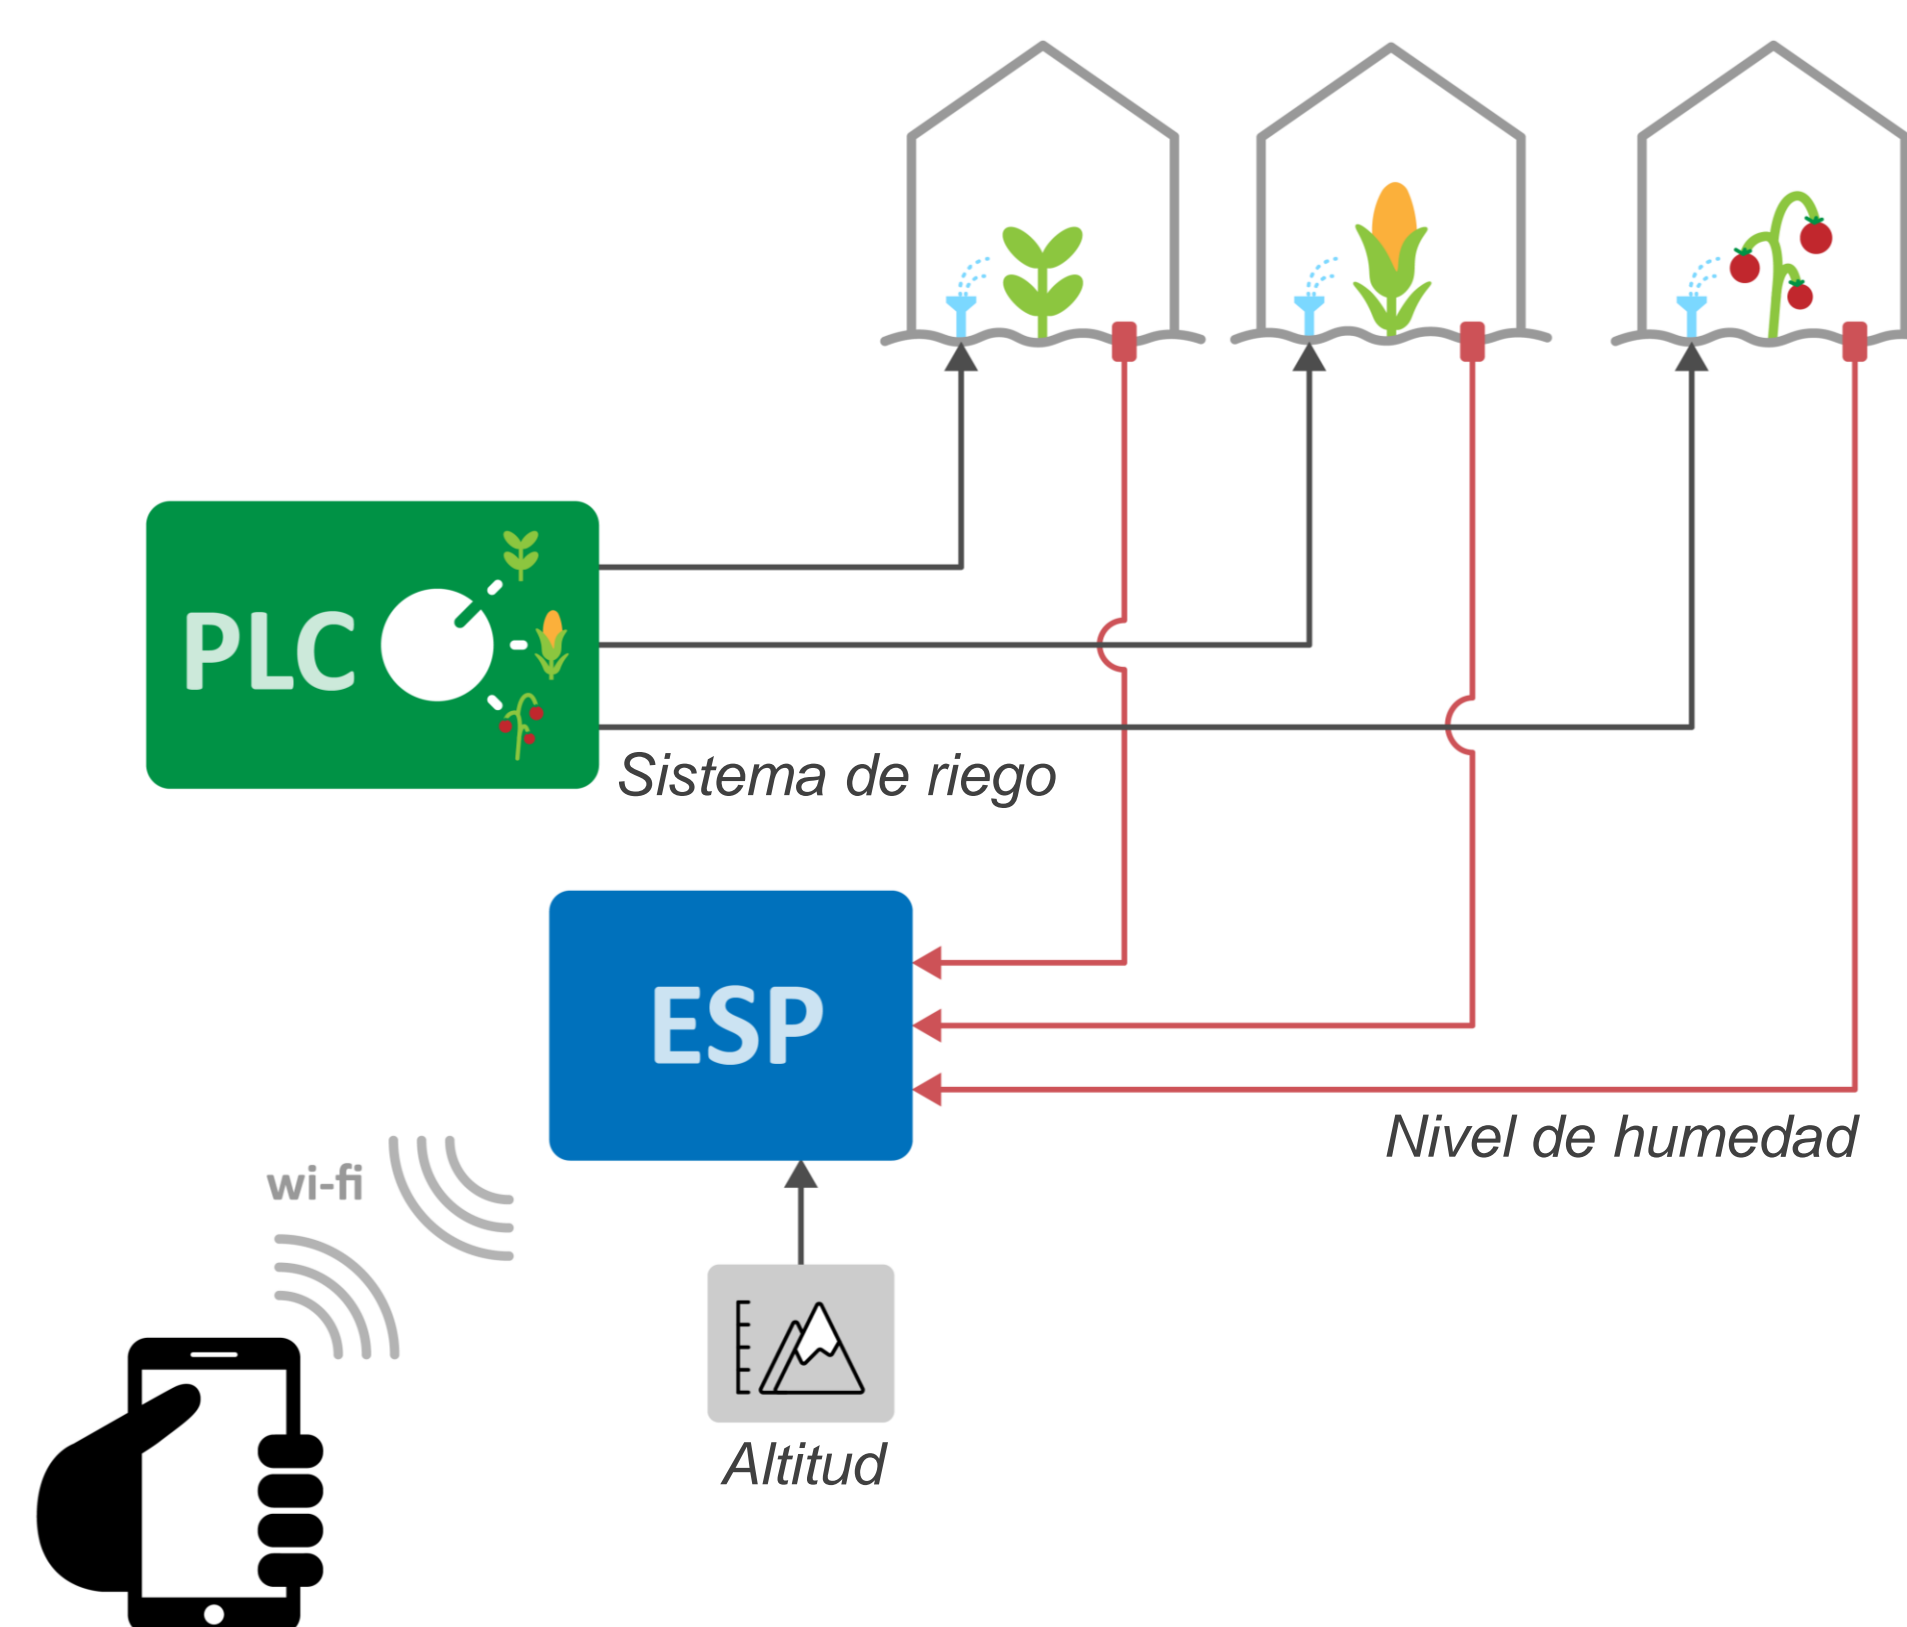 PLC
Sistema de riego
ESP
Nivel de humedad
wi-fi
Altitud